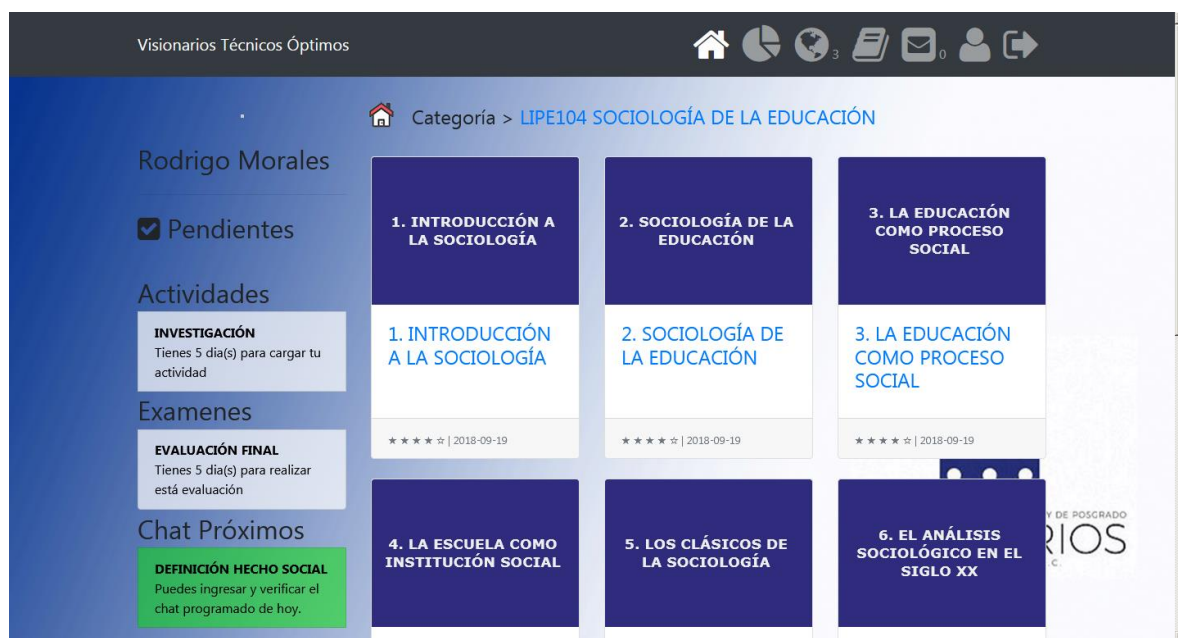 Visionarios Técnicos Óptimos
3
0
Categoría > LIPE104 SOCIOLOGÍA DE LA EDUCACIÓN
Rodrigo Morales
Pendientes
Actividades
INVESTIGACIÓN
Tienes 5 dia(s) para cargar tu
actividad
Examenes
EVALUACIÓN FINAL
Tienes 5 dia(s) para realizar
está evaluación
Chat Próximos
DEFINICIÓN HECHO SOCIAL
Puedes ingresar y verificar el
chat programado de hoy.
1. INTRODUCCIÓN A
LA SOCIOLOGÍA
1. INTRODUCCIÓN
A LA SOCIOLOGÍA
★ ★ ★ ★ ☆ | 2018-09-19
2. SOCIOLOGÍA DE LA
EDUCACIÓN
2. SOCIOLOGÍA DE
LA EDUCACIÓN
★ ★ ★ ★ ☆ | 2018-09-19
3. LA EDUCACIÓN
COMO PROCESO
SOCIAL
3. LA EDUCACIÓN
COMO PROCESO
SOCIAL
★ ★ ★ ★ ☆ | 2018-09-19
4. LA ESCUELA COMO
INSTITUCIÓN SOCIAL
5. LOS CLÁSICOS DE
LA SOCIOLOGÍA
6. EL ANÁLISIS
SOCIOLÓGICO EN EL
SIGLO XX
Y DE POSGRADO
RIOS
C.